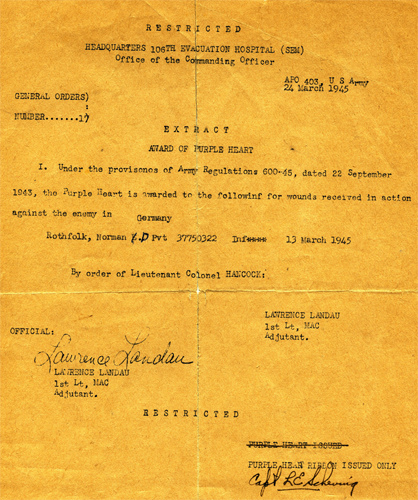 RESTRICTED
HEADQUARTERS 106TH EVACUATION HOSPITAL (SEM)
Office of the Commanding Officer
APO 403, U S Army
24 March 1945
GENERAL ORDERS)
:
NUMBER.......17
EXTRACT
AWARD OF PURPLE HEART
I. Under the provisenos of Army Regulations 600-45, dated 22 September
1943, the Purple Heart is awarded to the followinf for wounds received in action
against the enemy in Germany
Rothfolk, Norman D Pvt 37750322 Inf 13 March 1945
By order of Lieutenant Colonel HANCOCK:
LAWRENCE LANDAU
1st Lt, MAC
Adjutant.
OFFICIAL:
Lawrence Landau
LAWRENCE LANDAU
1st Lt, MAC
Adjutant.
RESTRICTED
PURPLE HEART ISSUED
PURPLE HEART RIBBON ISSUED ONLY
Capt L E Schwing